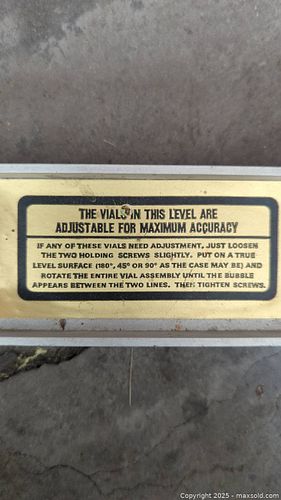 THE VIALS IN THIS LEVEL ARE
ADJUSTABLE FOR MAXIMUM ACCURACY
IF ANY OF THESE VIALS NEED ADJUSTMENT, JUST LOOSEN
THE TWO HOLDING SCREWS SLIGHTLY. PUT ON A TRUE
LEVEL SURFACE (180°, 45° OR 90° AS THE CASE MAY BE) AND
ROTATE THE ENTIRE VIAL ASSEMBLY UNTIL THE BUBBLE
APPEARS BETWEEN THE TWO LINES. THEN TIGHTEN SCREWS.
Copyright © 2025 - maxsold.com